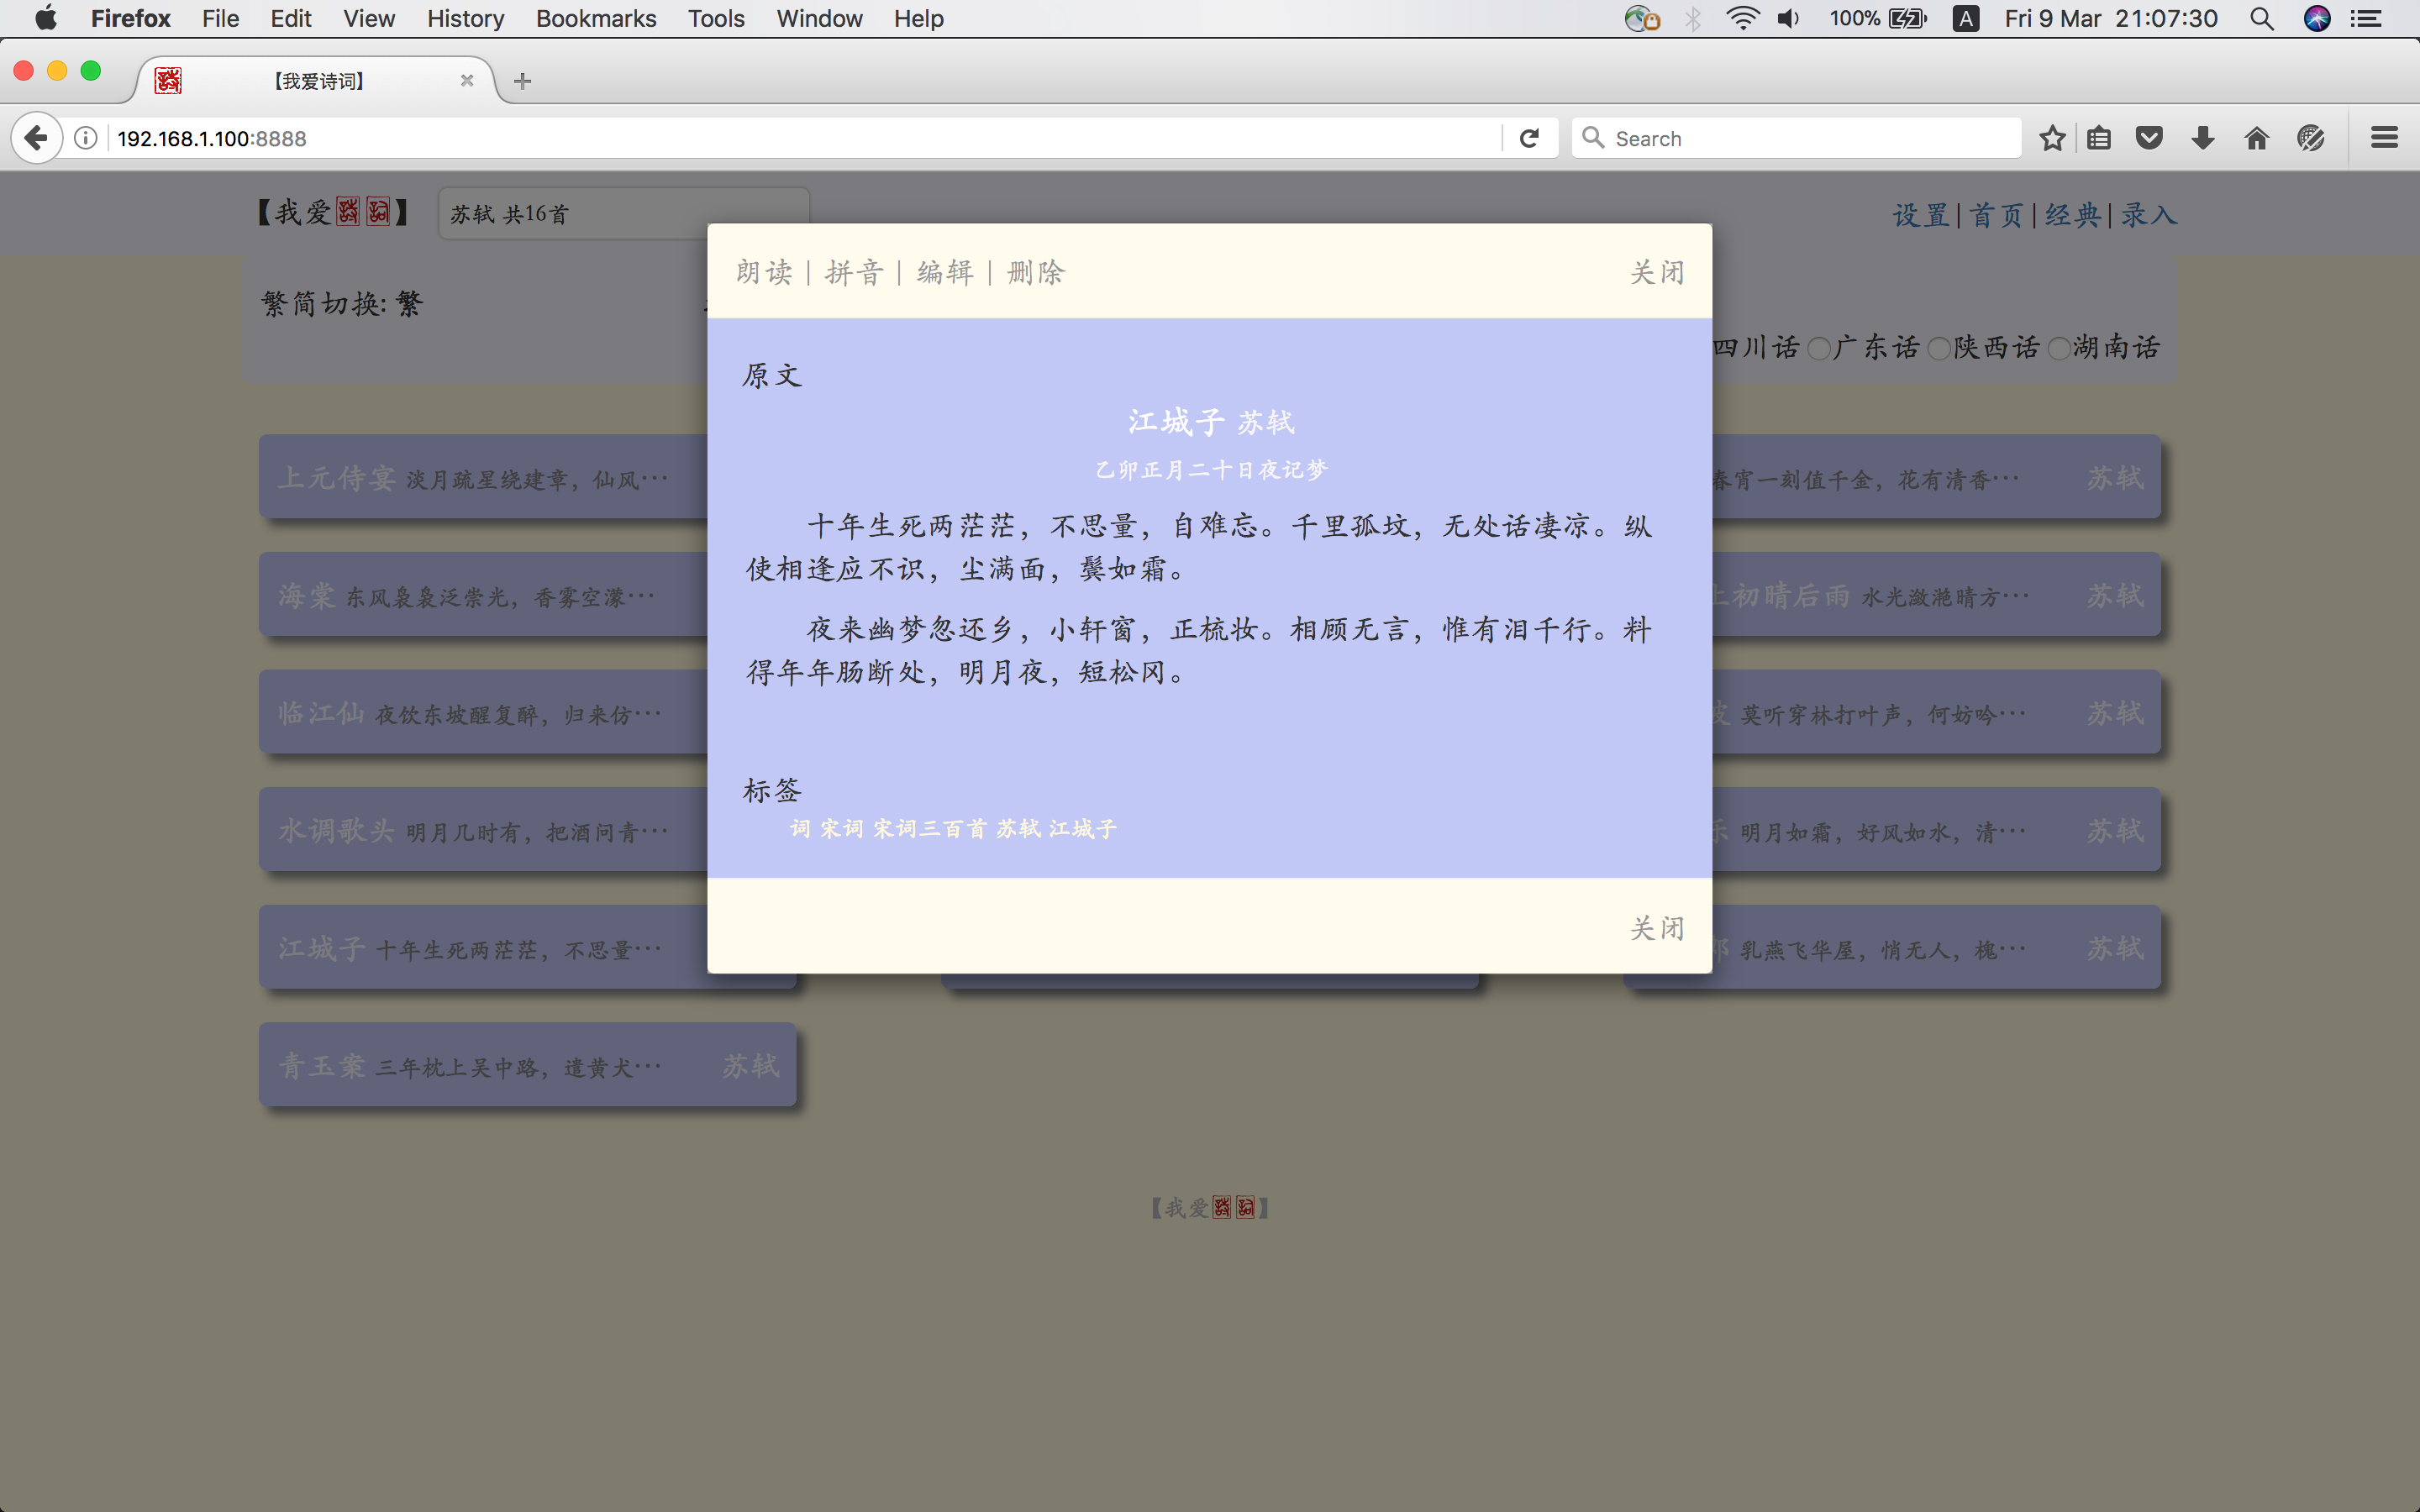 Firefox File Edit View History Bookmarks Tools Window Help 100% A Fri 9 Mar 21:07:30
【我爱诗词】
192.168.1.100:8888 Search
【我爱诗词】 苏轼 共16首 设置|首页|经典|录入
朗读 | 拼音 | 编辑 | 删除 关闭
繁简切换: 繁
四川话 广东话 陕西话 湖南话
原文
江城子 苏轼
乙卯正月二十日夜记梦
十年生死两茫茫，不思量，自难忘。千里孤坟，无处话凄凉。纵
使相逢应不识，尘满面，鬓如霜。
夜来幽梦忽还乡，小轩窗，正梳妆。相顾无言，惟有泪千行。料
得年年肠断处，明月夜，短松冈。
标签
词 宋词 宋词三百首 苏轼 江城子
关闭
上元侍宴 淡月疏星绕建章，仙风…
春宵一刻值千金，花有清香… 苏轼
海棠 东风袅袅泛崇光，香雾空濛…
上初晴后雨 水光潋滟晴方… 苏轼
临江仙 夜饮东坡醒复醉，归来仿…
波 莫听穿林打叶声，何妨吟… 苏轼
水调歌头 明月几时有，把酒问青…
乐 明月如霜，好风如水，清… 苏轼
江城子 十年生死两茫茫，不思量…
郎 乳燕飞华屋，悄无人，槐… 苏轼
青玉案 三年枕上吴中路，遣黄犬… 苏轼
【我爱诗词】